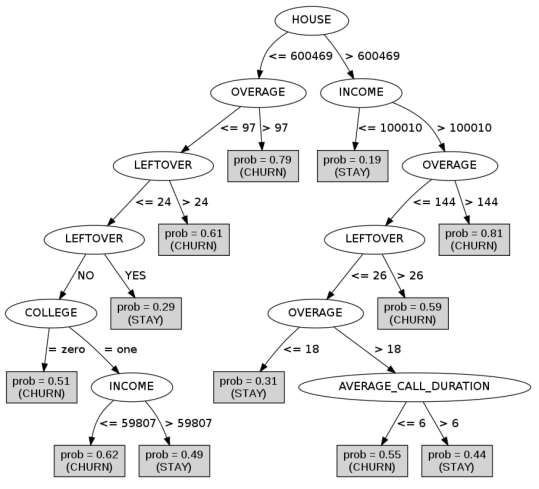 HOUSE
<= 600469 > 600469
OVERAGE INCOME
<= 97 > 97 <= 100010 > 100010
LEFTOVER prob = 0.79 (CHURN) prob = 0.19 (STAY) OVERAGE
<= 24 > 24 <= 144 > 144
LEFTOVER prob = 0.61 (CHURN) LEFTOVER prob = 0.81 (CHURN)
NO YES <= 26 > 26
COLLEGE prob = 0.29 (STAY) OVERAGE prob = 0.59 (CHURN)
= zero = one <= 18 > 18
prob = 0.51 (CHURN) INCOME prob = 0.31 (STAY) AVERAGE_CALL_DURATION
<= 59807 > 59807 <= 6 > 6
prob = 0.62 (CHURN) prob = 0.49 (STAY) prob = 0.55 (CHURN) prob = 0.44 (STAY)